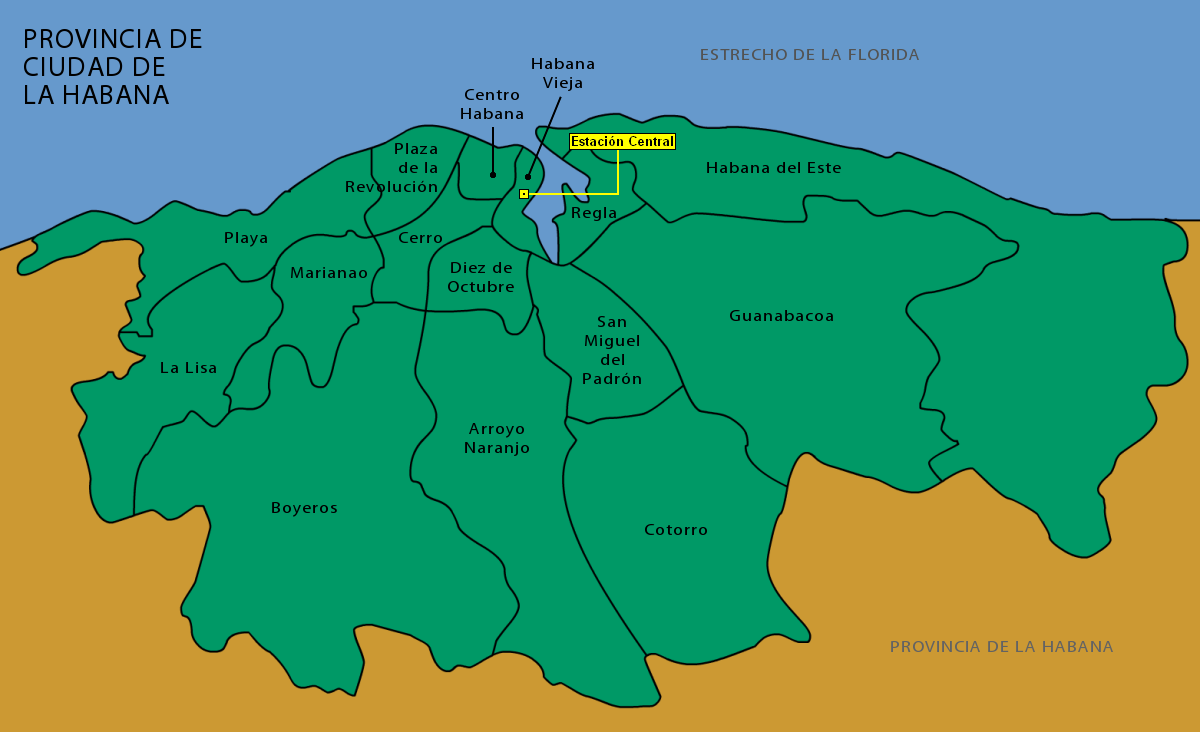 PROVINCIA DE
CIUDAD DE
LA HABANA
ESTRECHO DE LA FLORIDA
Habana
Vieja
Centro
Habana
Estación Central
Plaza
de la
Revolución
Habana del Este
Regla
Playa
Cerro
Marianao
Diez de
Octubre
Guanabacoa
San
Miguel
del
Padrón
La Lisa
Arroyo
Naranjo
Boyeros
Cotorro
PROVINCIA DE LA HABANA